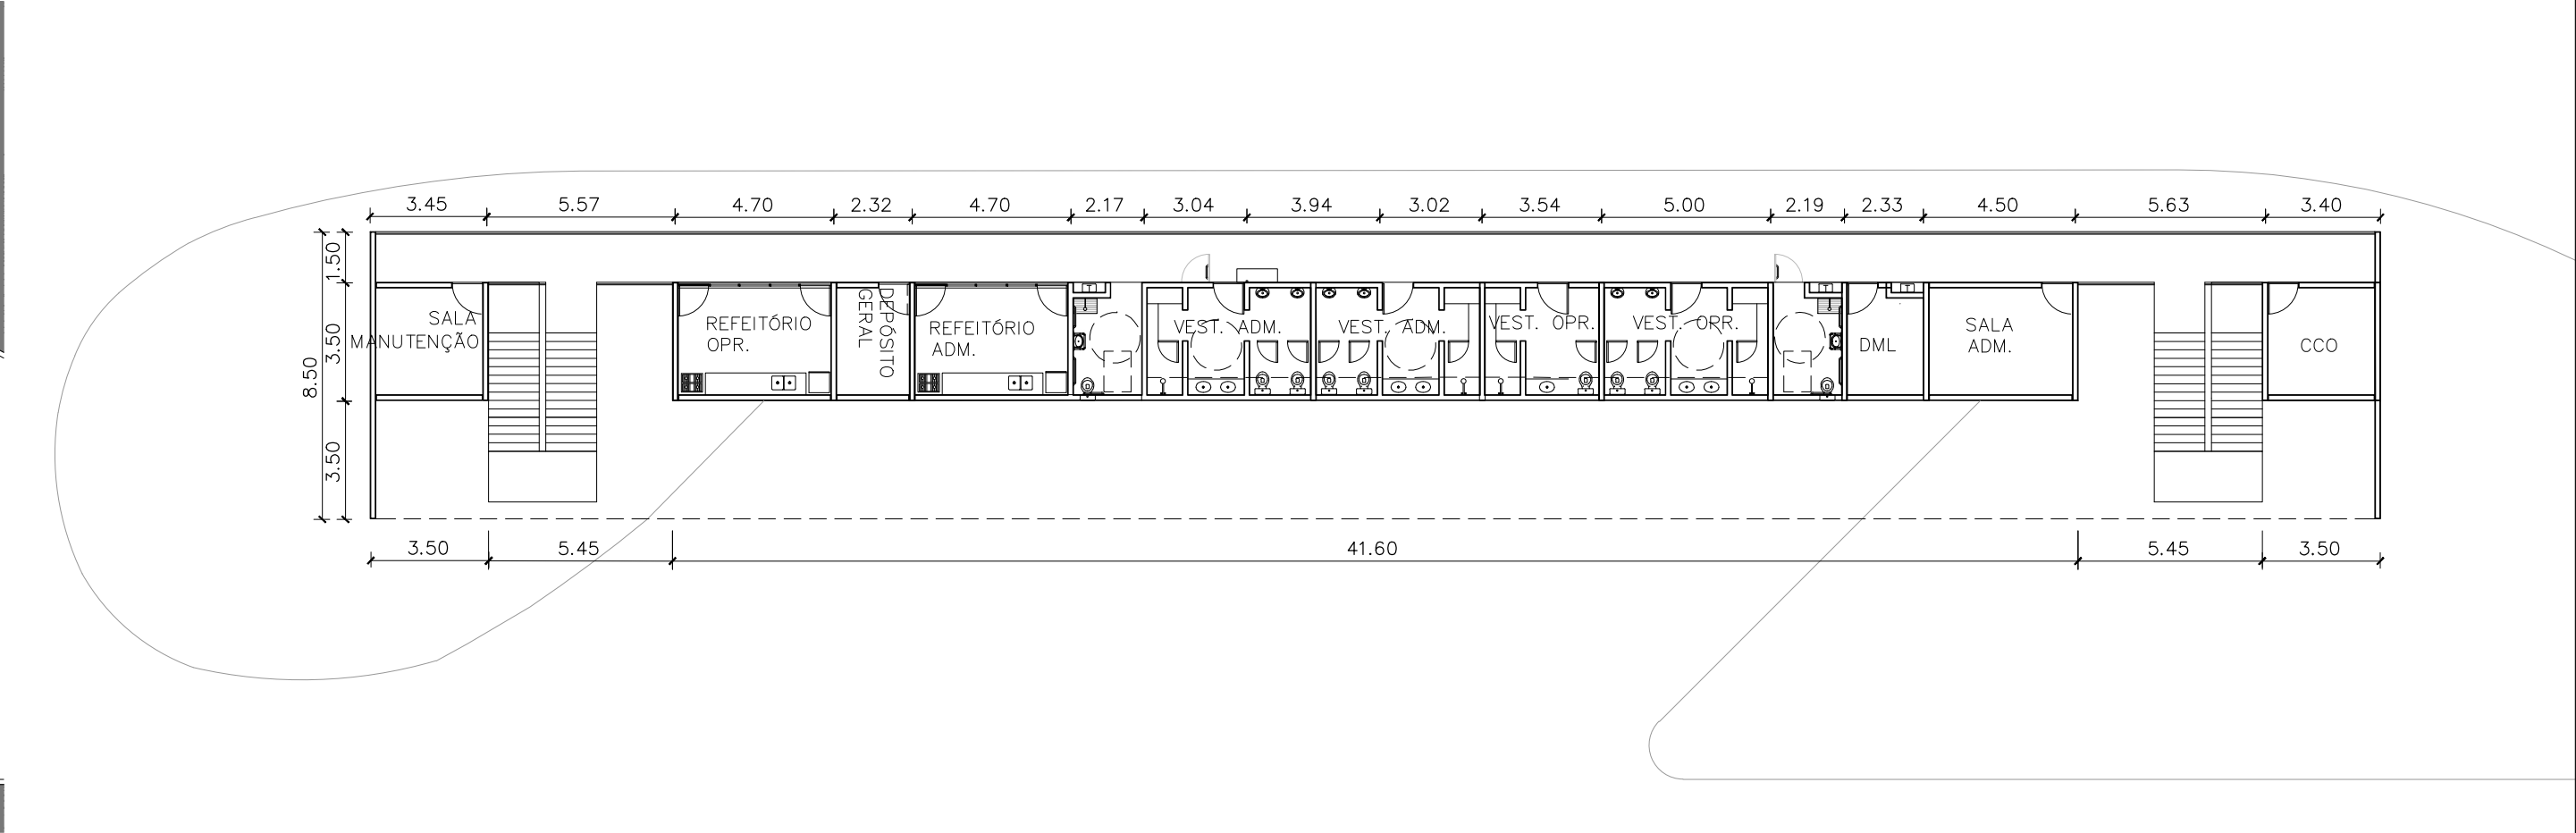 3.45 5.57 4.70 2.32 4.70 2.17 3.04 3.94 3.02 3.54 5.00 2.19 2.33 4.50 5.63 3.40
1.50
3.50
8.50
3.50
SALA
MANUTENÇÃO
REFEITÓRIO
OPR.
DEPÓSITO
GERAL
REFEITÓRIO
ADM.
VEST. ADM.
VEST. ADM.
VEST. OPR.
VEST. OPR.
DML
SALA
ADM.
CCO
3.50 5.45 41.60 5.45 3.50